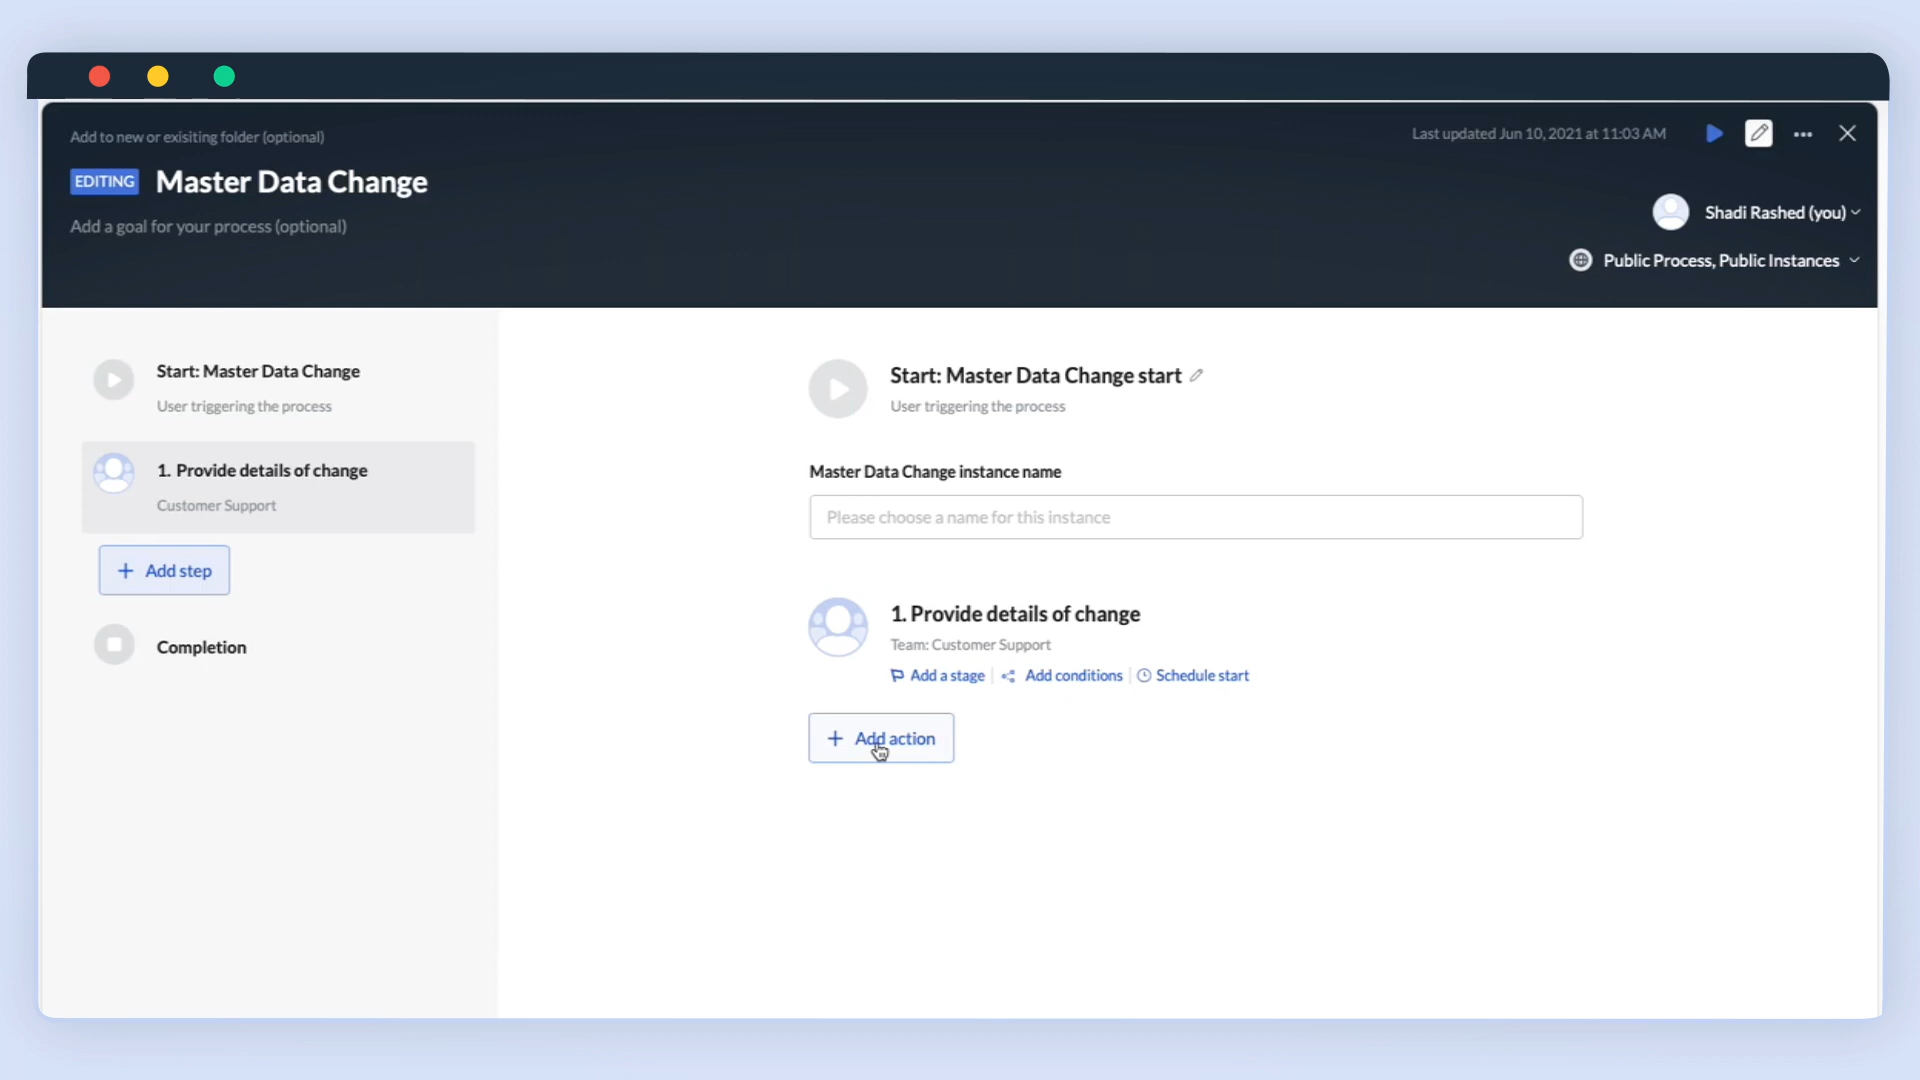 Add to new or exisiting folder (optional)
Last updated Jun 10, 2021 at 11:03 AM
EDITING Master Data Change
Add a goal for your process (optional)
Shadi Rashed (you)
Public Process, Public Instances
Start: Master Data Change
User triggering the process
1. Provide details of change
Customer Support
+ Add step
Completion
Start: Master Data Change start
User triggering the process
Master Data Change instance name
Please choose a name for this instance
1. Provide details of change
Team: Customer Support
Add a stage | Add conditions | Schedule start
+ Add action